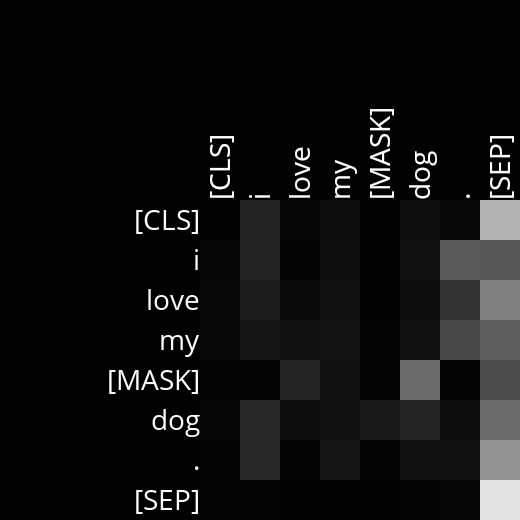 [CLS] i love my [MASK] dog . [SEP]
[CLS]
i
love
my
[MASK]
dog
.
[SEP]